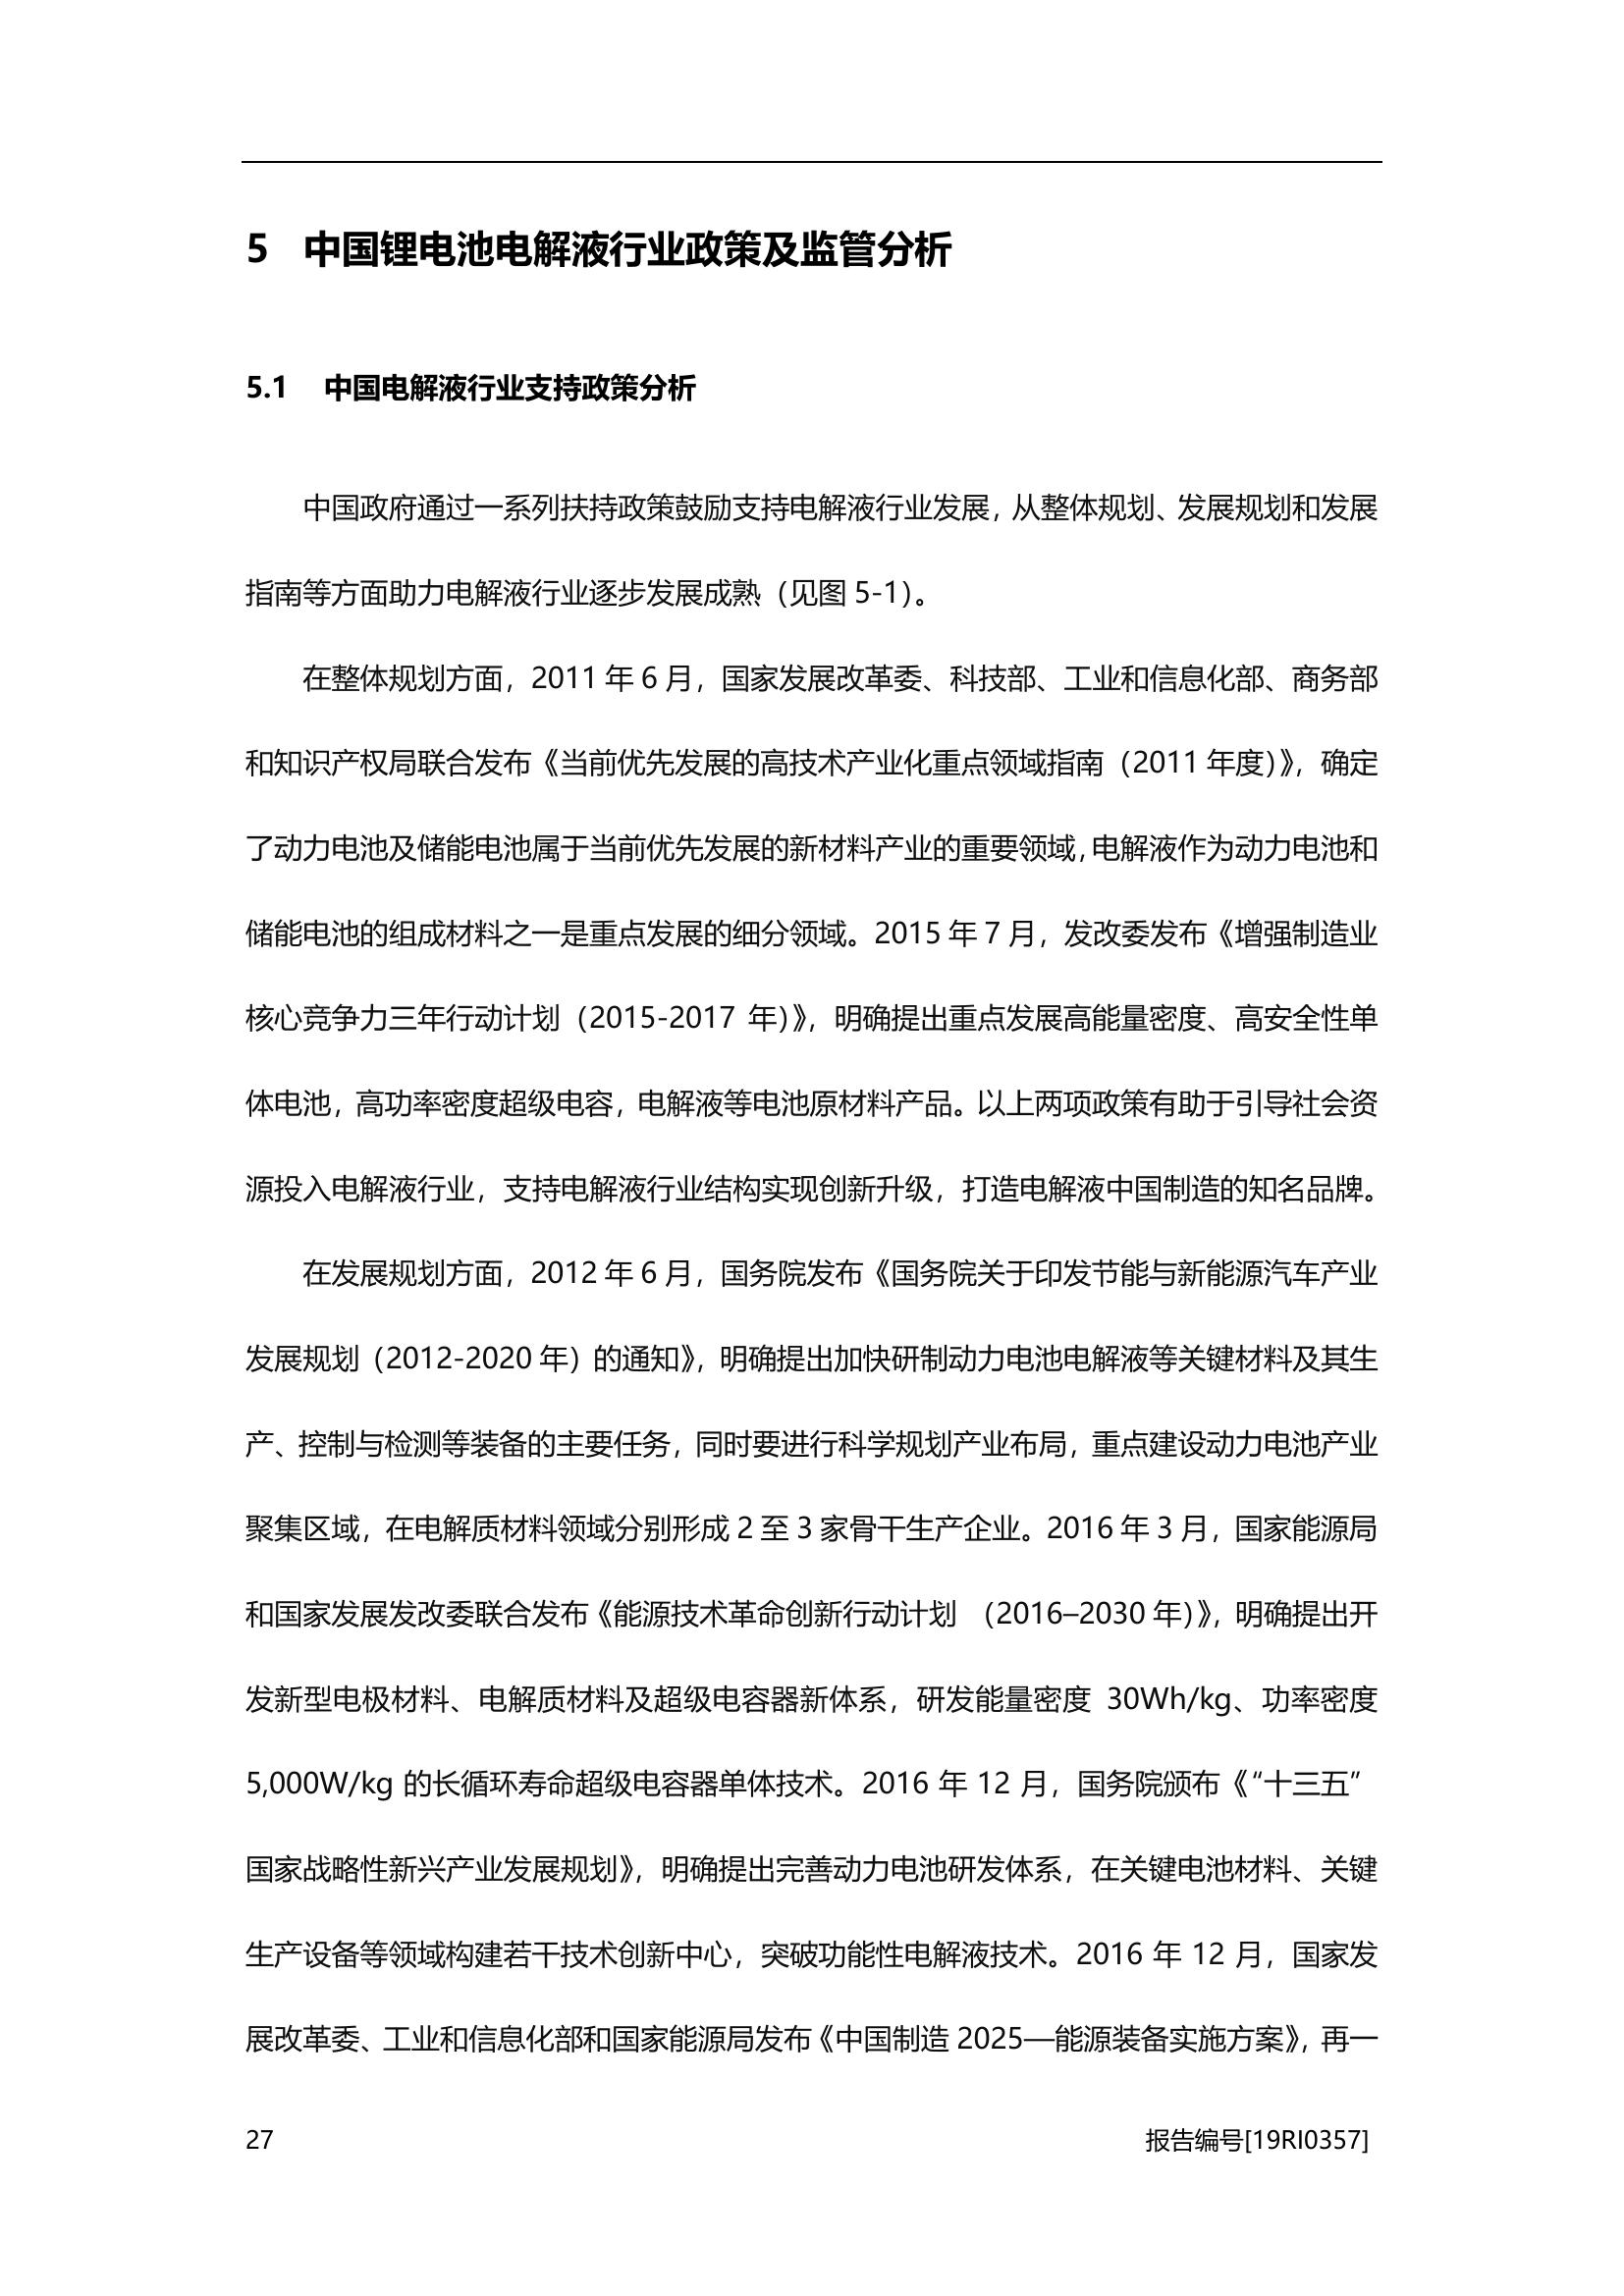 5 中国锂电池电解液行业政策及监管分析
5.1 中国电解液行业支持政策分析
中国政府通过一系列扶持政策鼓励支持电解液行业发展，从整体规划、发展规划和发展
指南等方面助力电解液行业逐步发展成熟（见图 5-1）。
在整体规划方面，2011 年 6 月，国家发展改革委、科技部、工业和信息化部、商务部
和知识产权局联合发布《当前优先发展的高技术产业化重点领域指南（2011 年度）》，确定
了动力电池及储能电池属于当前优先发展的新材料产业的重要领域，电解液作为动力电池和
储能电池的组成材料之一是重点发展的细分领域。2015 年 7 月，发改委发布《增强制造业
核心竞争力三年行动计划（2015-2017 年）》，明确提出重点发展高能量密度、高安全性单
体电池，高功率密度超级电容，电解液等电池原材料产品。以上两项政策有助于引导社会资
源投入电解液行业，支持电解液行业结构实现创新升级，打造电解液中国制造的知名品牌。
在发展规划方面，2012 年 6 月，国务院发布《国务院关于印发节能与新能源汽车产业
发展规划（2012-2020 年）的通知》，明确提出加快研制动力电池电解液等关键材料及其生
产、控制与检测等装备的主要任务，同时要进行科学规划产业布局，重点建设动力电池产业
聚集区域，在电解质材料领域分别形成 2 至 3 家骨干生产企业。2016 年 3 月，国家能源局
和国家发展发改委联合发布《能源技术革命创新行动计划 （2016–2030 年）》，明确提出开
发新型电极材料、电解质材料及超级电容器新体系，研发能量密度 30Wh/kg、功率密度
5,000W/kg 的长循环寿命超级电容器单体技术。2016 年 12 月，国务院颁布《“十三五”
国家战略性新兴产业发展规划》，明确提出完善动力电池研发体系，在关键电池材料、关键
生产设备等领域构建若干技术创新中心，突破功能性电解液技术。2016 年 12 月，国家发
展改革委、工业和信息化部和国家能源局发布《中国制造 2025—能源装备实施方案》，再一
27 报告编号[19RI0357]